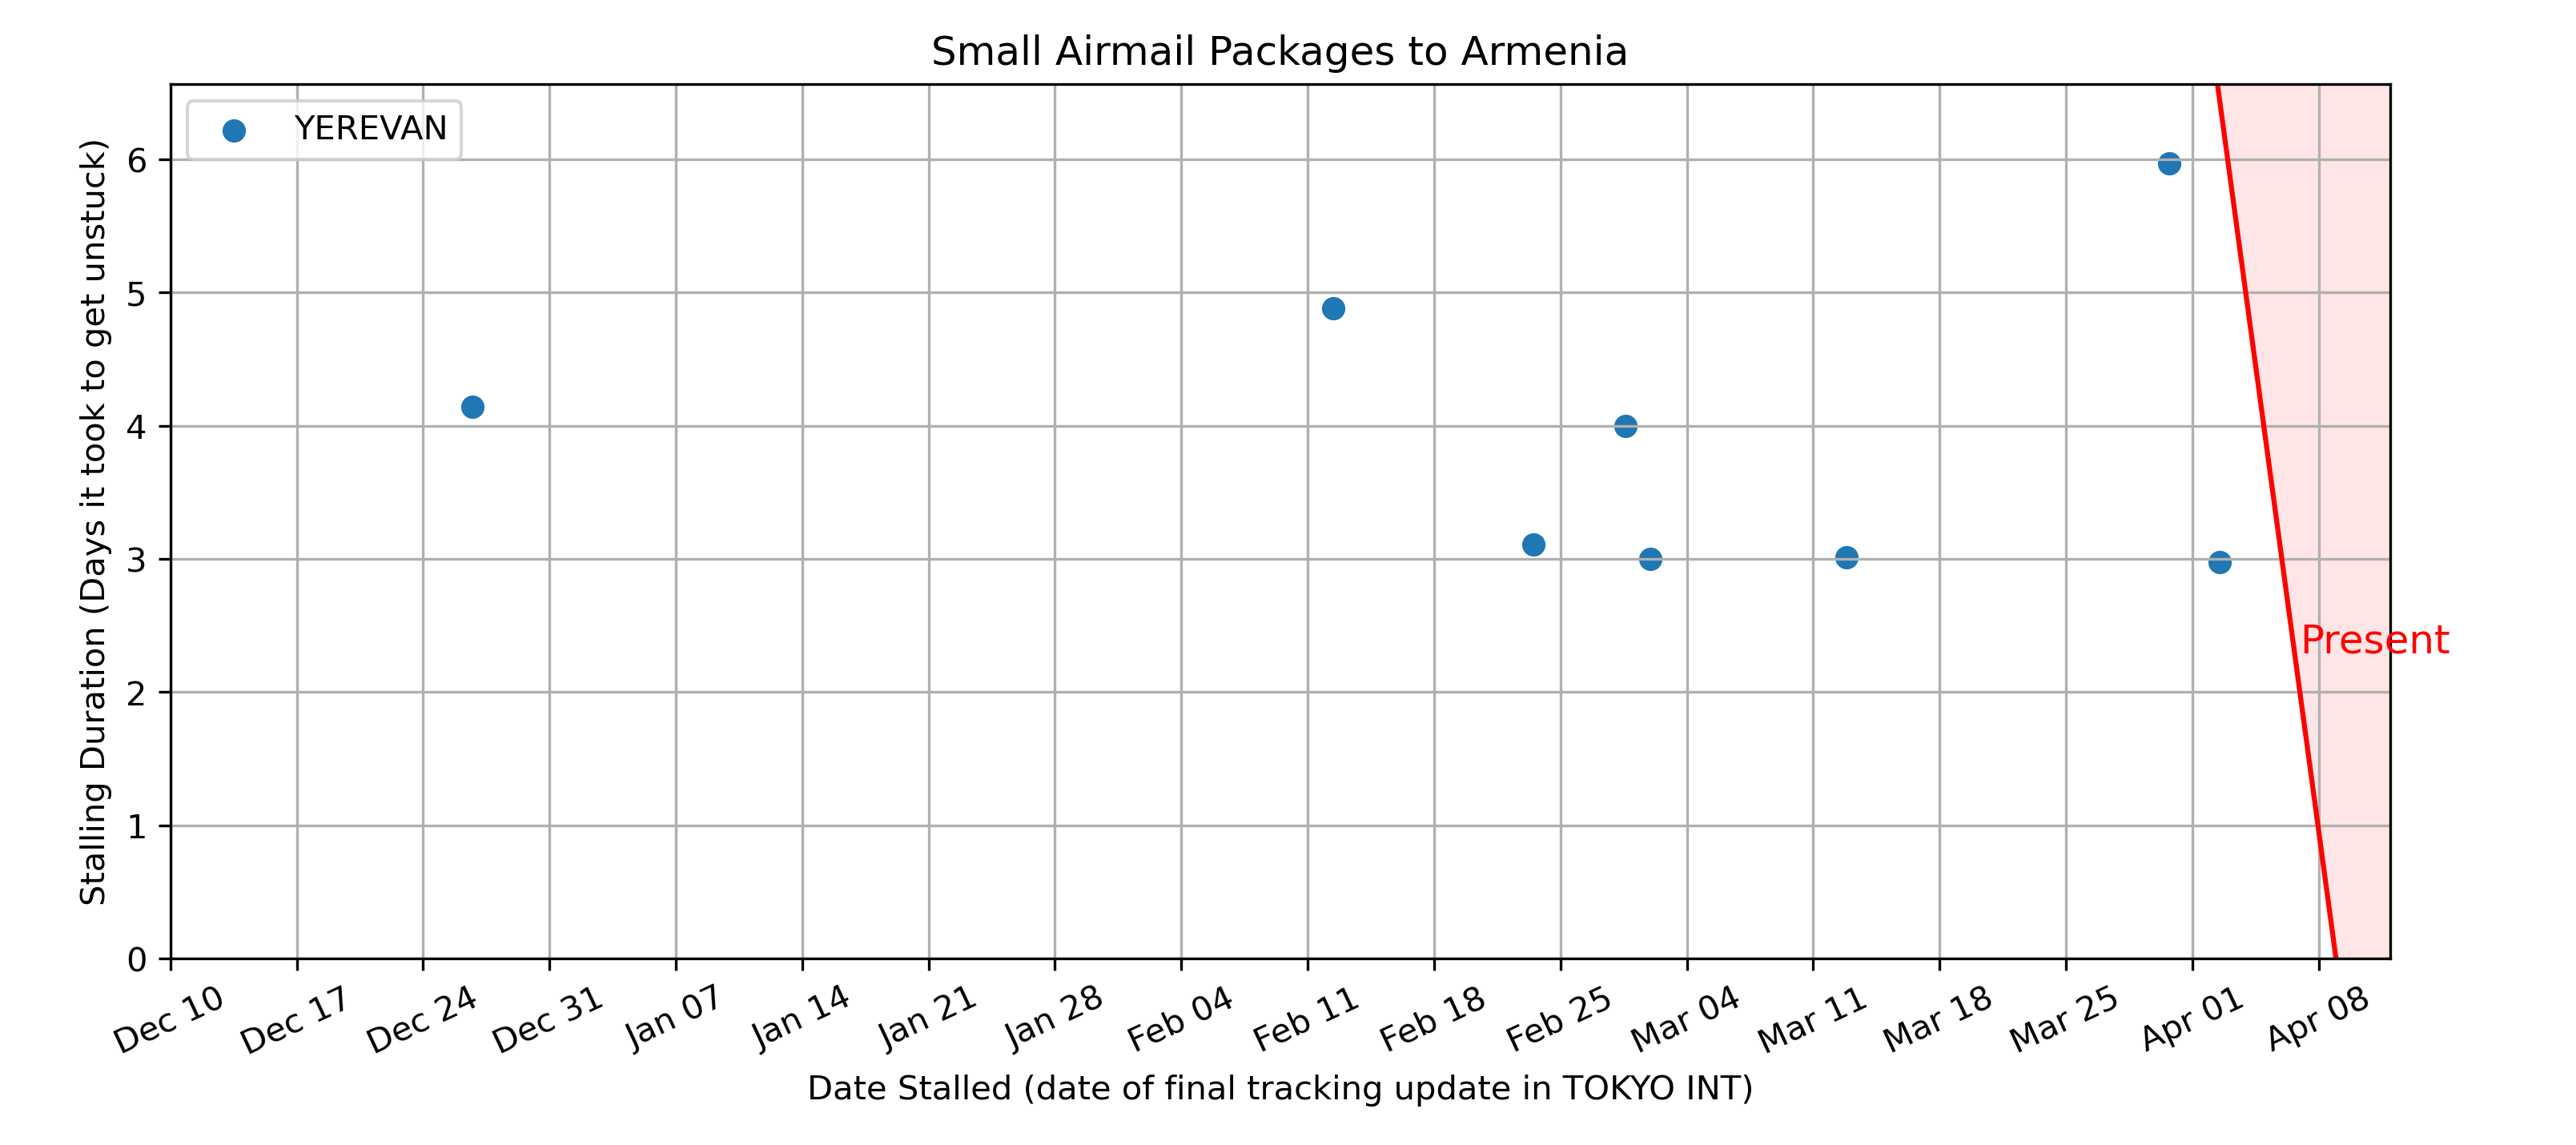 Small Airmail Packages to Armenia
YEREVAN
Stalling Duration (Days it took to get unstuck)
6
5
4
3
2
1
0
Present
Dec 10
Dec 17
Dec 24
Dec 31
Jan 07
Jan 14
Jan 21
Jan 28
Feb 04
Feb 11
Feb 18
Feb 25
Mar 04
Mar 11
Mar 18
Mar 25
Apr 01
Apr 08
Date Stalled (date of final tracking update in TOKYO INT)